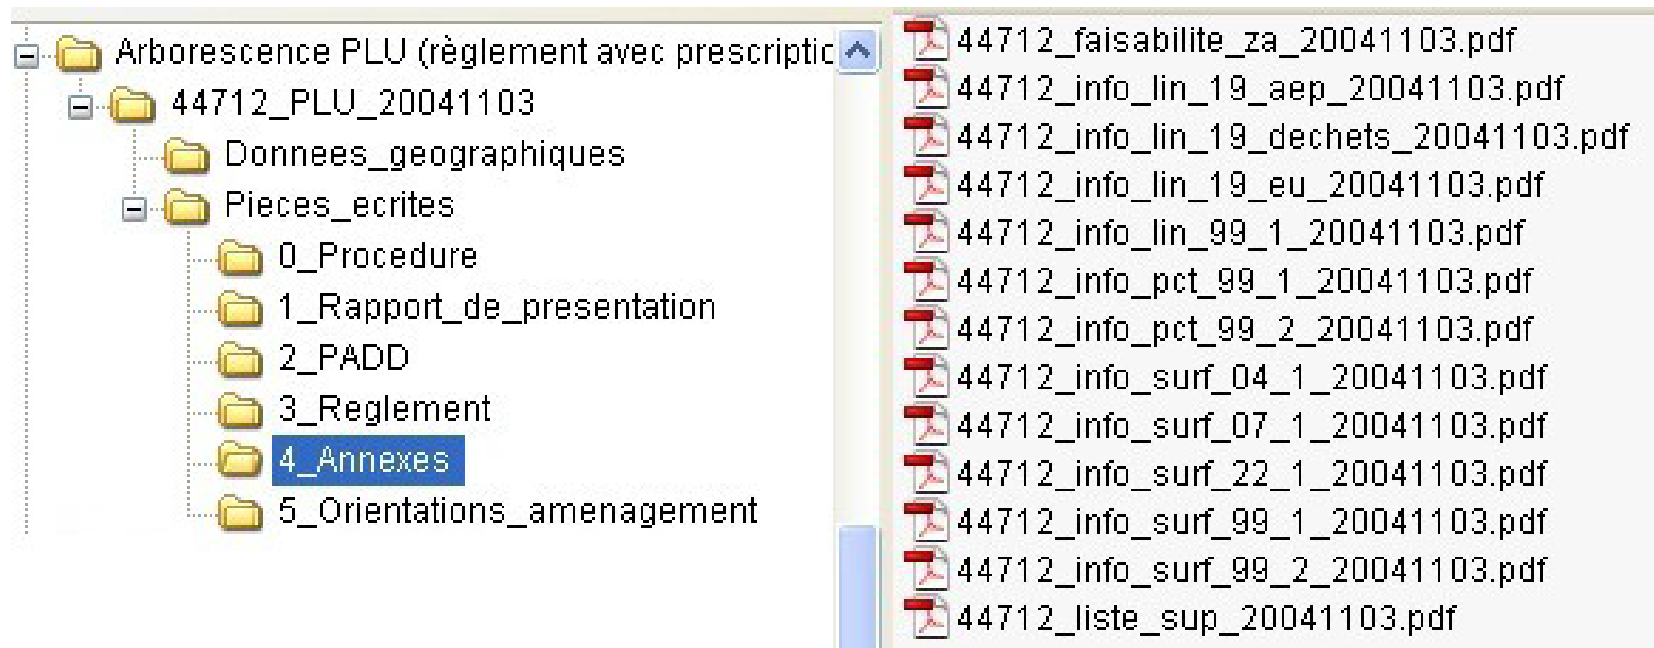 Arborescence PLU (règlement avec prescriptic
44712_PLU_20041103
Donnees_geographiques
Pieces_ecrites
0_Procedure
1_Rapport_de_presentation
2_PADD
3_Reglement
4_Annexes
5_Orientations_amenagement
44712_faisabilite_za_20041103.pdf
44712_info_lin_19_aep_20041103.pdf
44712_info_lin_19_dechets_20041103.pdf
44712_info_lin_19_eu_20041103.pdf
44712_info_lin_99_1_20041103.pdf
44712_info_pct_99_1_20041103.pdf
44712_info_pct_99_2_20041103.pdf
44712_info_surf_04_1_20041103.pdf
44712_info_surf_07_1_20041103.pdf
44712_info_surf_22_1_20041103.pdf
44712_info_surf_99_1_20041103.pdf
44712_info_surf_99_2_20041103.pdf
44712_liste_sup_20041103.pdf